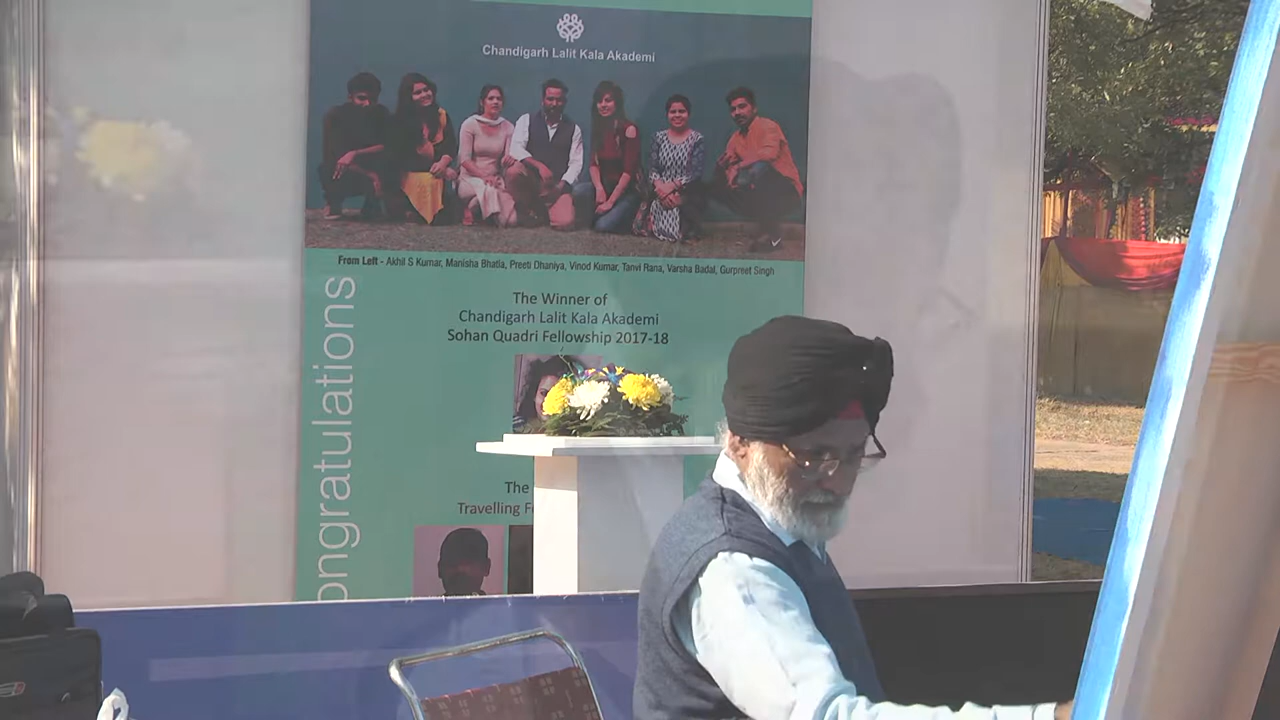 Chandigarh Lalit Kala Akademi
From Left - Akhil S Kumar, Manisha Bhatia, Preeti Dhaniya, Vinod Kumar, Tanvi Rana, Varsha Badal, Gurpreet Singh
ongratulations
The Winner of
Chandigarh Lalit Kala Akademi
Sohan Quadri Fellowship 2017-18
The
Travelling F